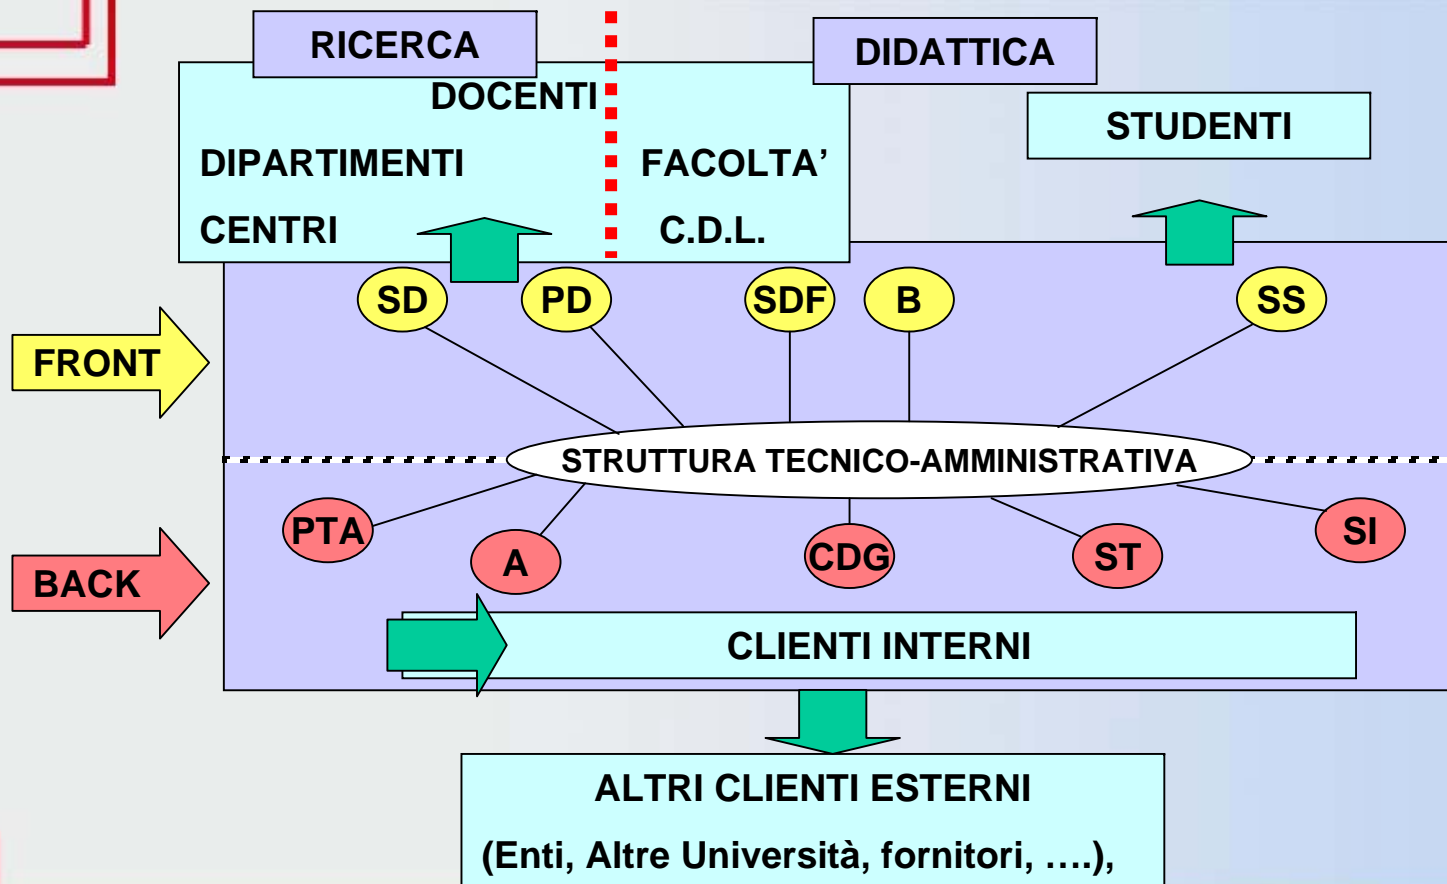 RICERCA
DIDATTICA
DOCENTI
STUDENTI
DIPARTIMENTI
FACOLTA’
CENTRI
C.D.L.
SD
PD
SDF
B
SS
FRONT
STRUTTURA TECNICO-AMMINISTRATIVA
PTA
A
CDG
ST
SI
BACK
CLIENTI INTERNI
ALTRI CLIENTI ESTERNI
(Enti, Altre Università, fornitori, ….),